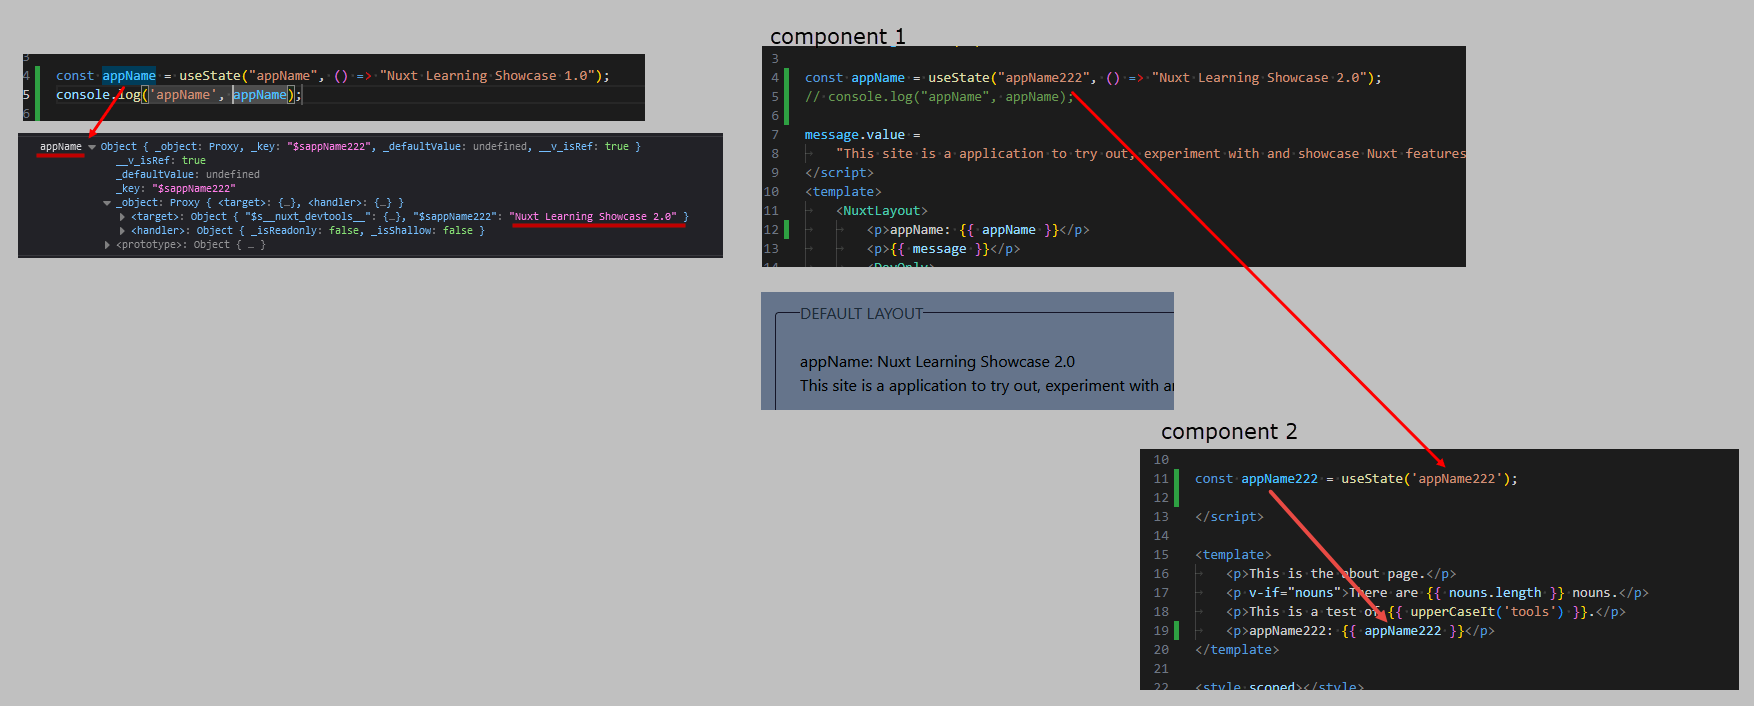 3
4 const appName = useState("appName", () => "Nuxt Learning Showcase 1.0");
5 console.log('appName', appName);
6
appName Object { _object: Proxy, _key: "$sappName222", _defaultValue: undefined, __v_isRef: true }
__v_isRef: true
_defaultValue: undefined
_key: "$sappName222"
_object: Proxy { <target>: {…}, <handler>: {…} }
<target>: Object { "$s__nuxt_devtools__": {…}, "$sappName222": "Nuxt Learning Showcase 2.0" }
<handler>: Object { _isReadonly: false, _isShallow: false }
<prototype>: Object { … }
component 1
3
4 const appName = useState("appName222", () => "Nuxt Learning Showcase 2.0");
5 // console.log("appName", appName);
6
7 message.value =
8 "This site is a application to try out, experiment with and showcase Nuxt features
9 </script>
10 <template>
11 <NuxtLayout>
12 <p>appName: {{ appName }}</p>
13 <p>{{ message }}</p>
14 <DevOnly>
DEFAULT LAYOUT
appName: Nuxt Learning Showcase 2.0
This site is a application to try out, experiment with a
component 2
10
11 const appName222 = useState('appName222');
12
13 </script>
14
15 <template>
16 <p>This is the about page.</p>
17 <p v-if="nouns">There are {{ nouns.length }} nouns.</p>
18 <p>This is a test of {{ upperCaseIt('tools') }}.</p>
19 <p>appName222: {{ appName222 }}</p>
20 </template>
21
22 <style scoped></style>